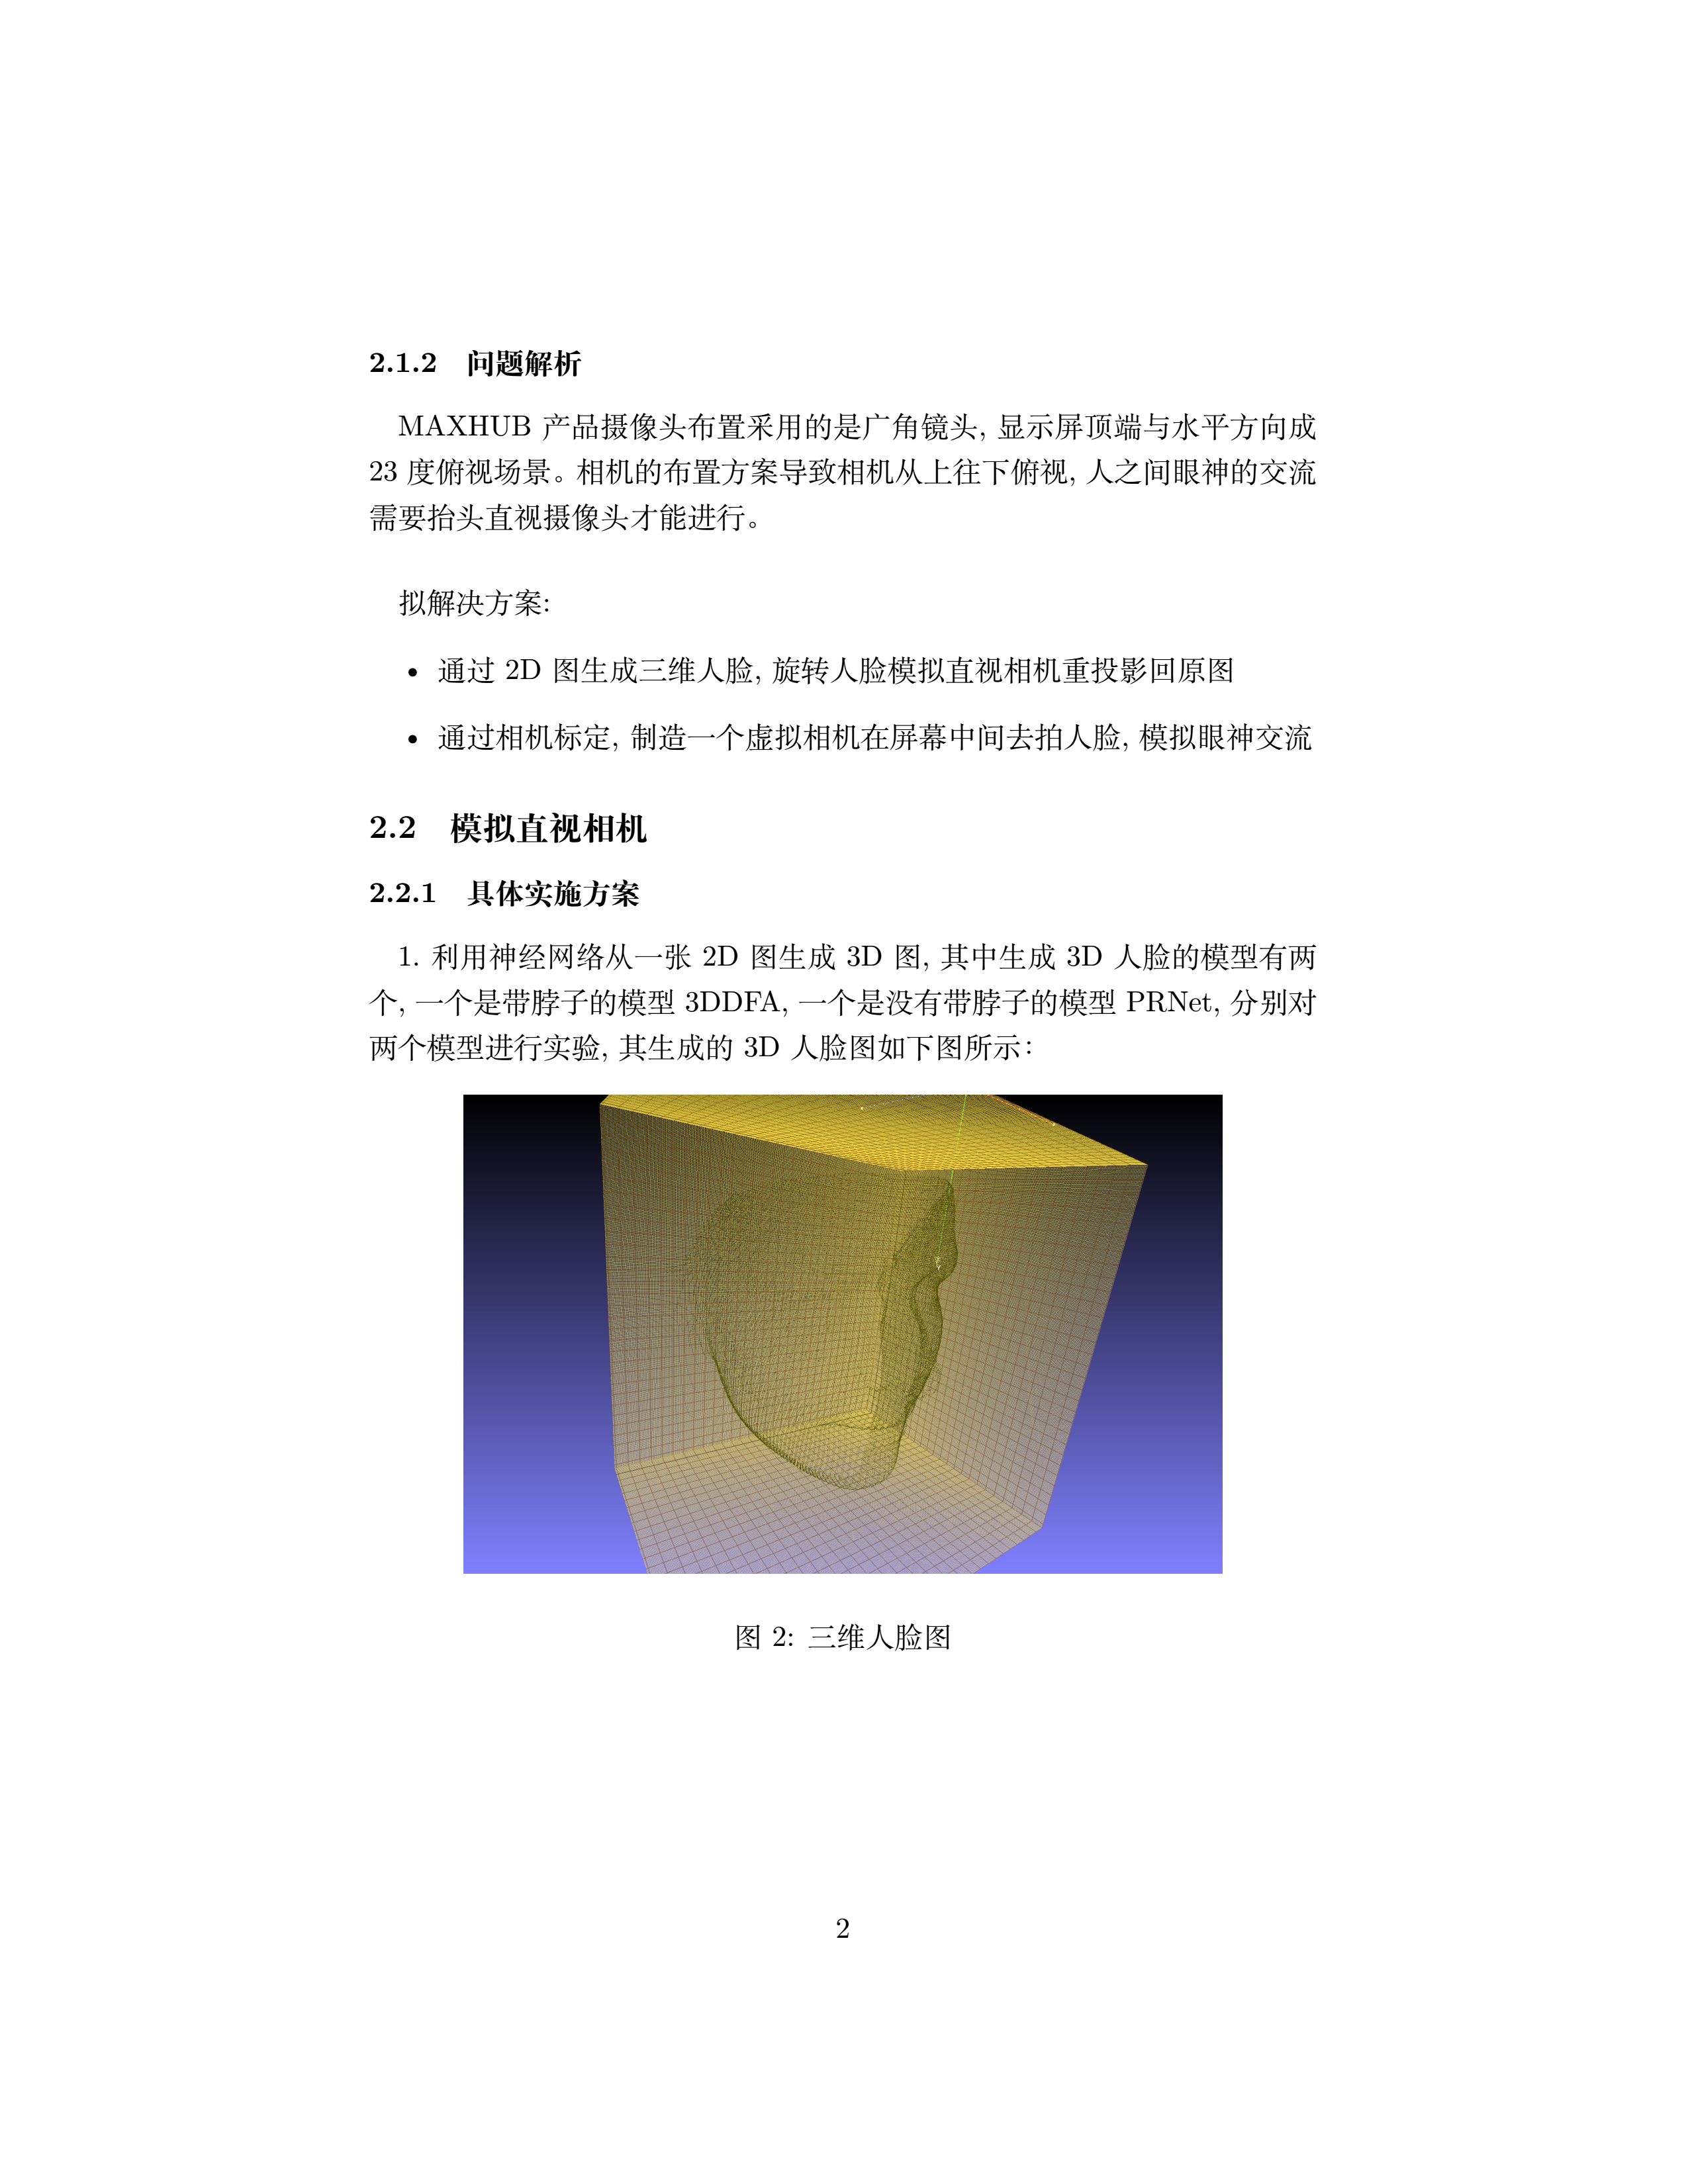 2.1.2 问题解析
MAXHUB 产品摄像头布置采用的是广角镜头, 显示屏顶端与水平方向成
23 度俯视场景。相机的布置方案导致相机从上往下俯视, 人之间眼神的交流
需要抬头直视摄像头才能进行。
拟解决方案:
• 通过 2D 图生成三维人脸, 旋转人脸模拟直视相机重投影回原图
• 通过相机标定, 制造一个虚拟相机在屏幕中间去拍人脸, 模拟眼神交流
2.2 模拟直视相机
2.2.1 具体实施方案
1. 利用神经网络从一张 2D 图生成 3D 图, 其中生成 3D 人脸的模型有两
个, 一个是带脖子的模型 3DDFA, 一个是没有带脖子的模型 PRNet, 分别对
两个模型进行实验, 其生成的 3D 人脸图如下图所示：
图 2: 三维人脸图
2